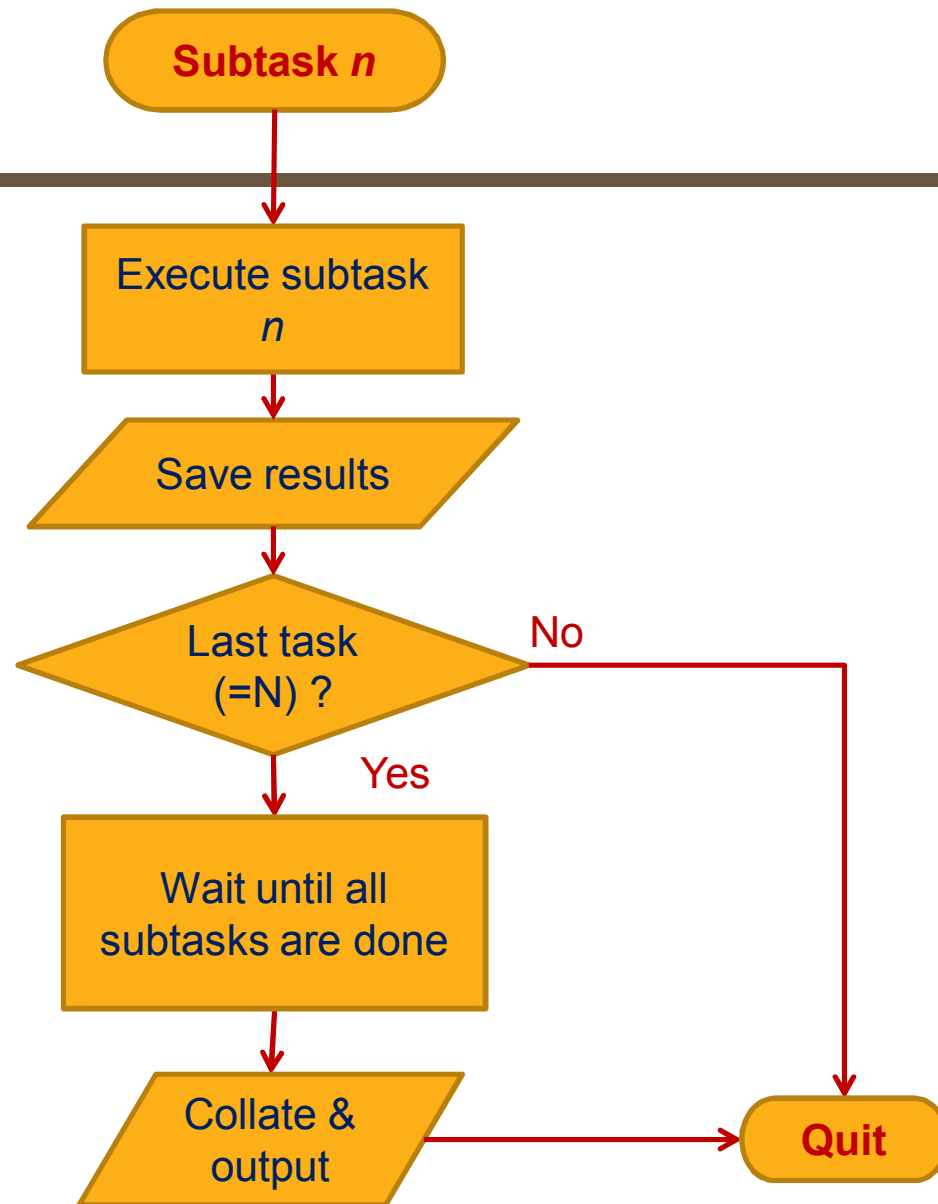 Subtask n
Execute subtask
n
Save results
Last task
(=N) ?
No
Yes
Wait until all
subtasks are done
Collate &
output
Quit